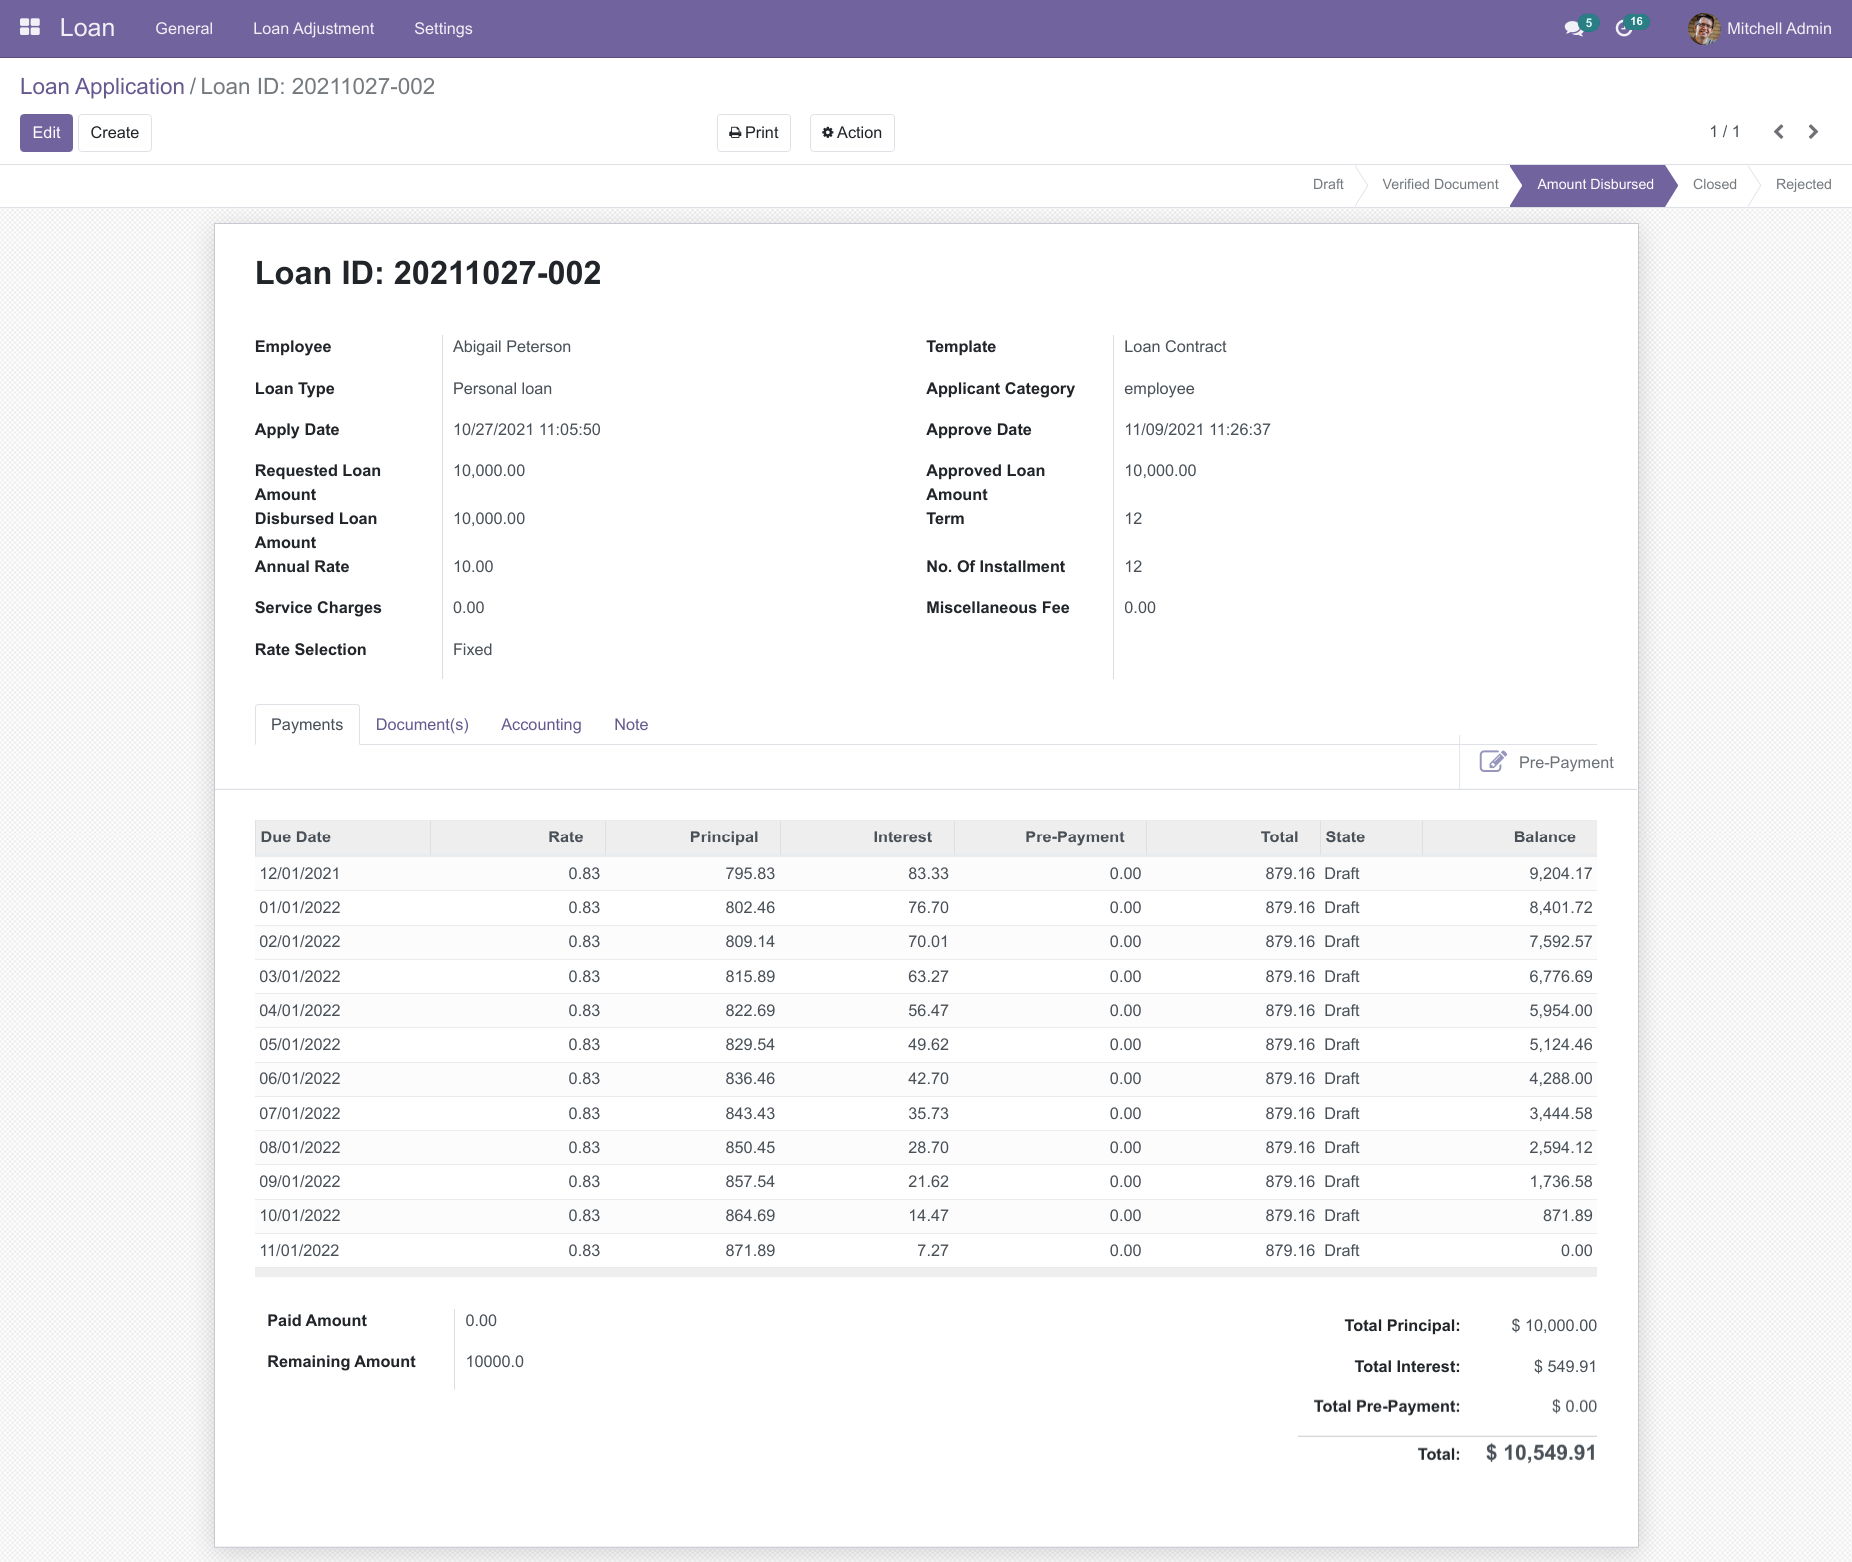 Loan General Loan Adjustment Settings 5 16 Mitchell Admin
Loan Application / Loan ID: 20211027-002
Edit Create Print Action 1 / 1
Draft Verified Document Amount Disbursed Closed Rejected
Loan ID: 20211027-002
Employee Abigail Peterson Template Loan Contract
Loan Type Personal loan Applicant Category employee
Apply Date 10/27/2021 11:05:50 Approve Date 11/09/2021 11:26:37
Requested Loan 10,000.00 Approved Loan 10,000.00
Amount Amount
Disbursed Loan 10,000.00 Term 12
Amount
Annual Rate 10.00 No. Of Installment 12
Service Charges 0.00 Miscellaneous Fee 0.00
Rate Selection Fixed
Payments Document(s) Accounting Note
Pre-Payment
Due Date Rate Principal Interest Pre-Payment Total State Balance
12/01/2021 0.83 795.83 83.33 0.00 879.16 Draft 9,204.17
01/01/2022 0.83 802.46 76.70 0.00 879.16 Draft 8,401.72
02/01/2022 0.83 809.14 70.01 0.00 879.16 Draft 7,592.57
03/01/2022 0.83 815.89 63.27 0.00 879.16 Draft 6,776.69
04/01/2022 0.83 822.69 56.47 0.00 879.16 Draft 5,954.00
05/01/2022 0.83 829.54 49.62 0.00 879.16 Draft 5,124.46
06/01/2022 0.83 836.46 42.70 0.00 879.16 Draft 4,288.00
07/01/2022 0.83 843.43 35.73 0.00 879.16 Draft 3,444.58
08/01/2022 0.83 850.45 28.70 0.00 879.16 Draft 2,594.12
09/01/2022 0.83 857.54 21.62 0.00 879.16 Draft 1,736.58
10/01/2022 0.83 864.69 14.47 0.00 879.16 Draft 871.89
11/01/2022 0.83 871.89 7.27 0.00 879.16 Draft 0.00
Paid Amount 0.00
Remaining Amount 10000.0
Total Principal: $ 10,000.00
Total Interest: $ 549.91
Total Pre-Payment: $ 0.00
Total: $ 10,549.91